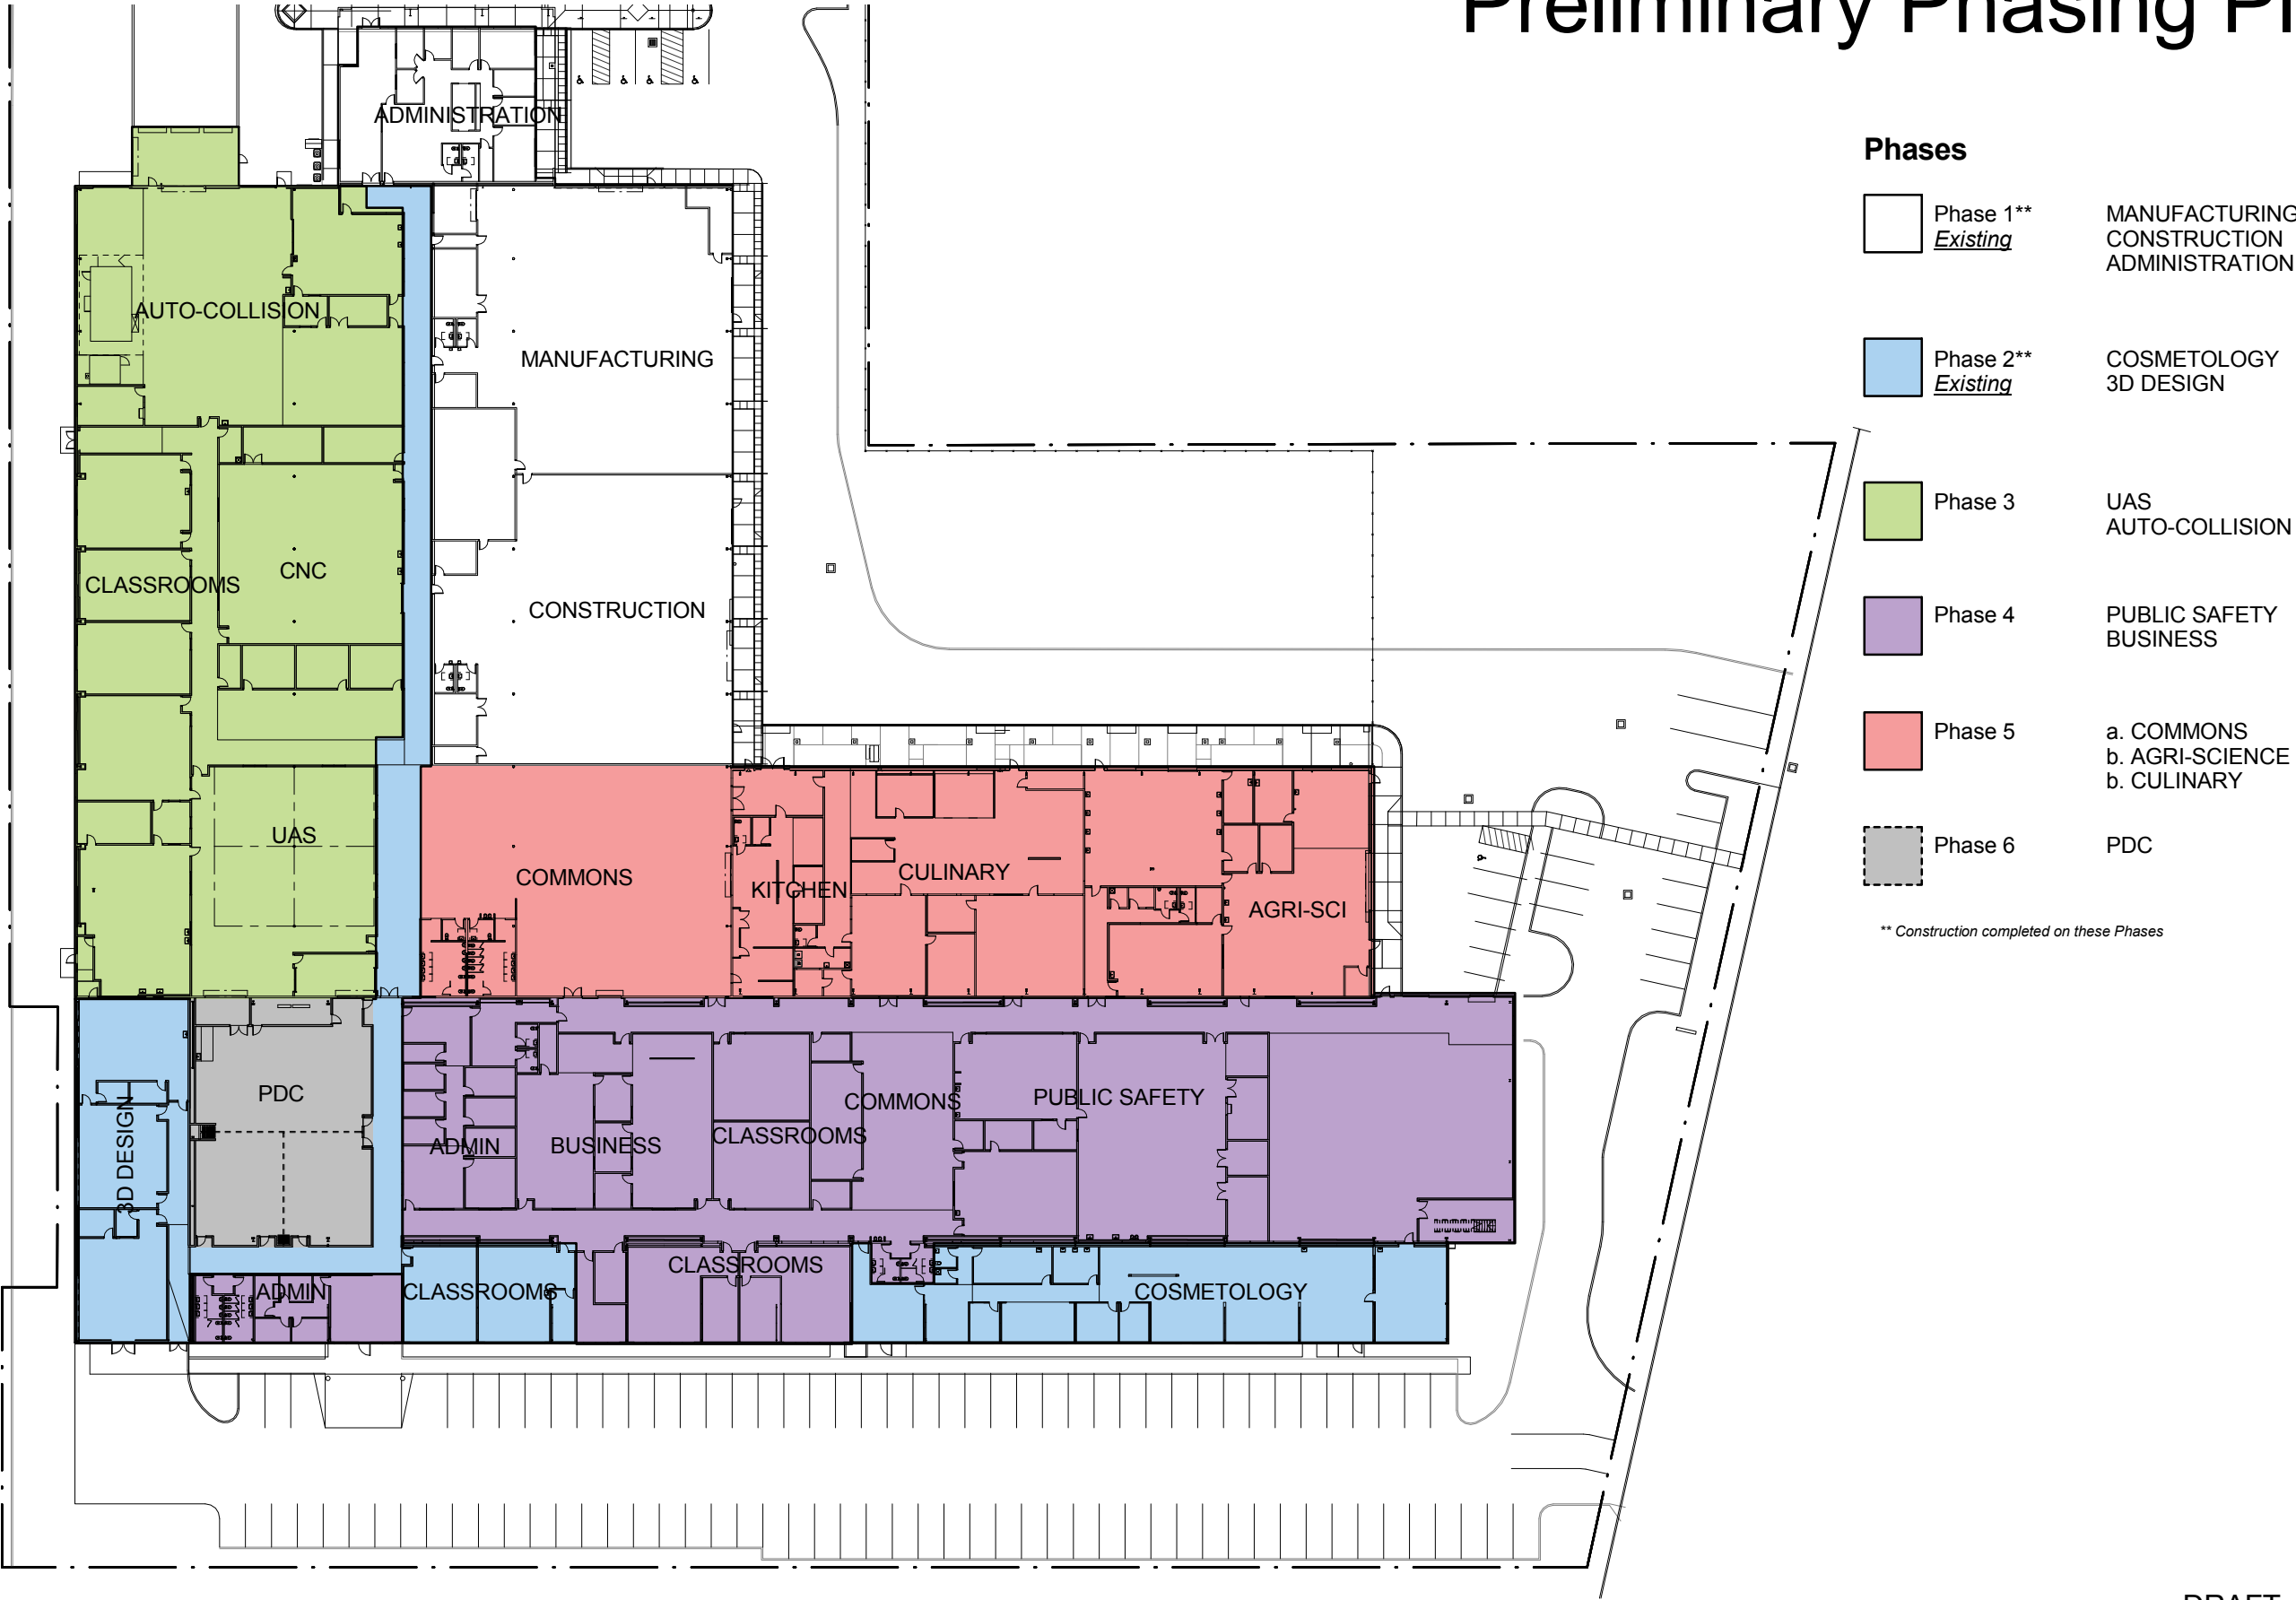 Preliminary Phasing Pl
ADMINISTRATION
Phases
Phase 1** MANUFACTURING
Existing CONSTRUCTION
ADMINISTRATION
AUTO-COLLISION
MANUFACTURING
Phase 2** COSMETOLOGY
Existing 3D DESIGN
Phase 3 UAS
AUTO-COLLISION
CNC
CLASSROOMS
CONSTRUCTION
Phase 4 PUBLIC SAFETY
BUSINESS
Phase 5 a. COMMONS
b. AGRI-SCIENCE
b. CULINARY
UAS
COMMONS
KITCHEN
CULINARY
AGRI-SCI
Phase 6 PDC
** Construction completed on these Phases
3D DESIGN
PDC
ADMIN
BUSINESS
CLASSROOMS
COMMONS
PUBLIC SAFETY
ADMIN
CLASSROOMS
CLASSROOMS
COSMETOLOGY
DRAFT